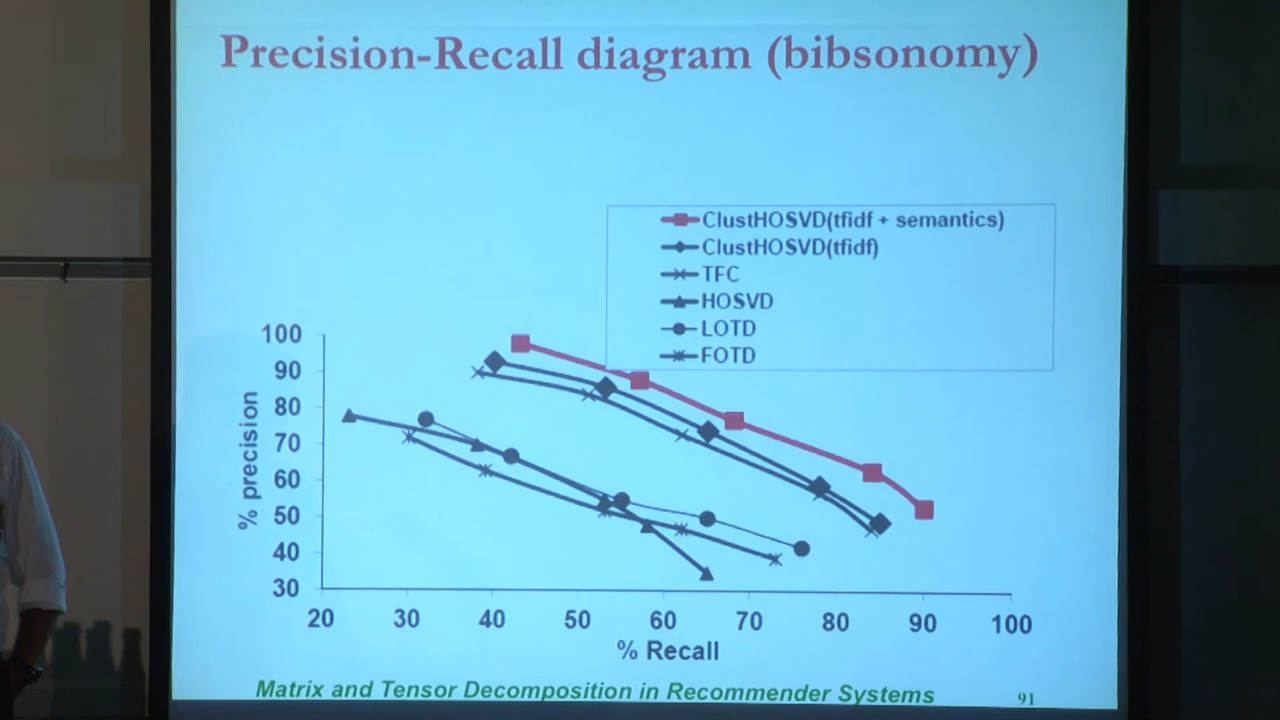 Precision-Recall diagram (bibsonomy)
ClustHOSVD(tfidf + semantics)
ClustHOSVD(tfidf)
TFC
HOSVD
LOTD
FOTD
100
90
80
70
60
50
40
30
% precision
20 30 40 50 60 70 80 90 100
% Recall
Matrix and Tensor Decomposition in Recommender Systems 91